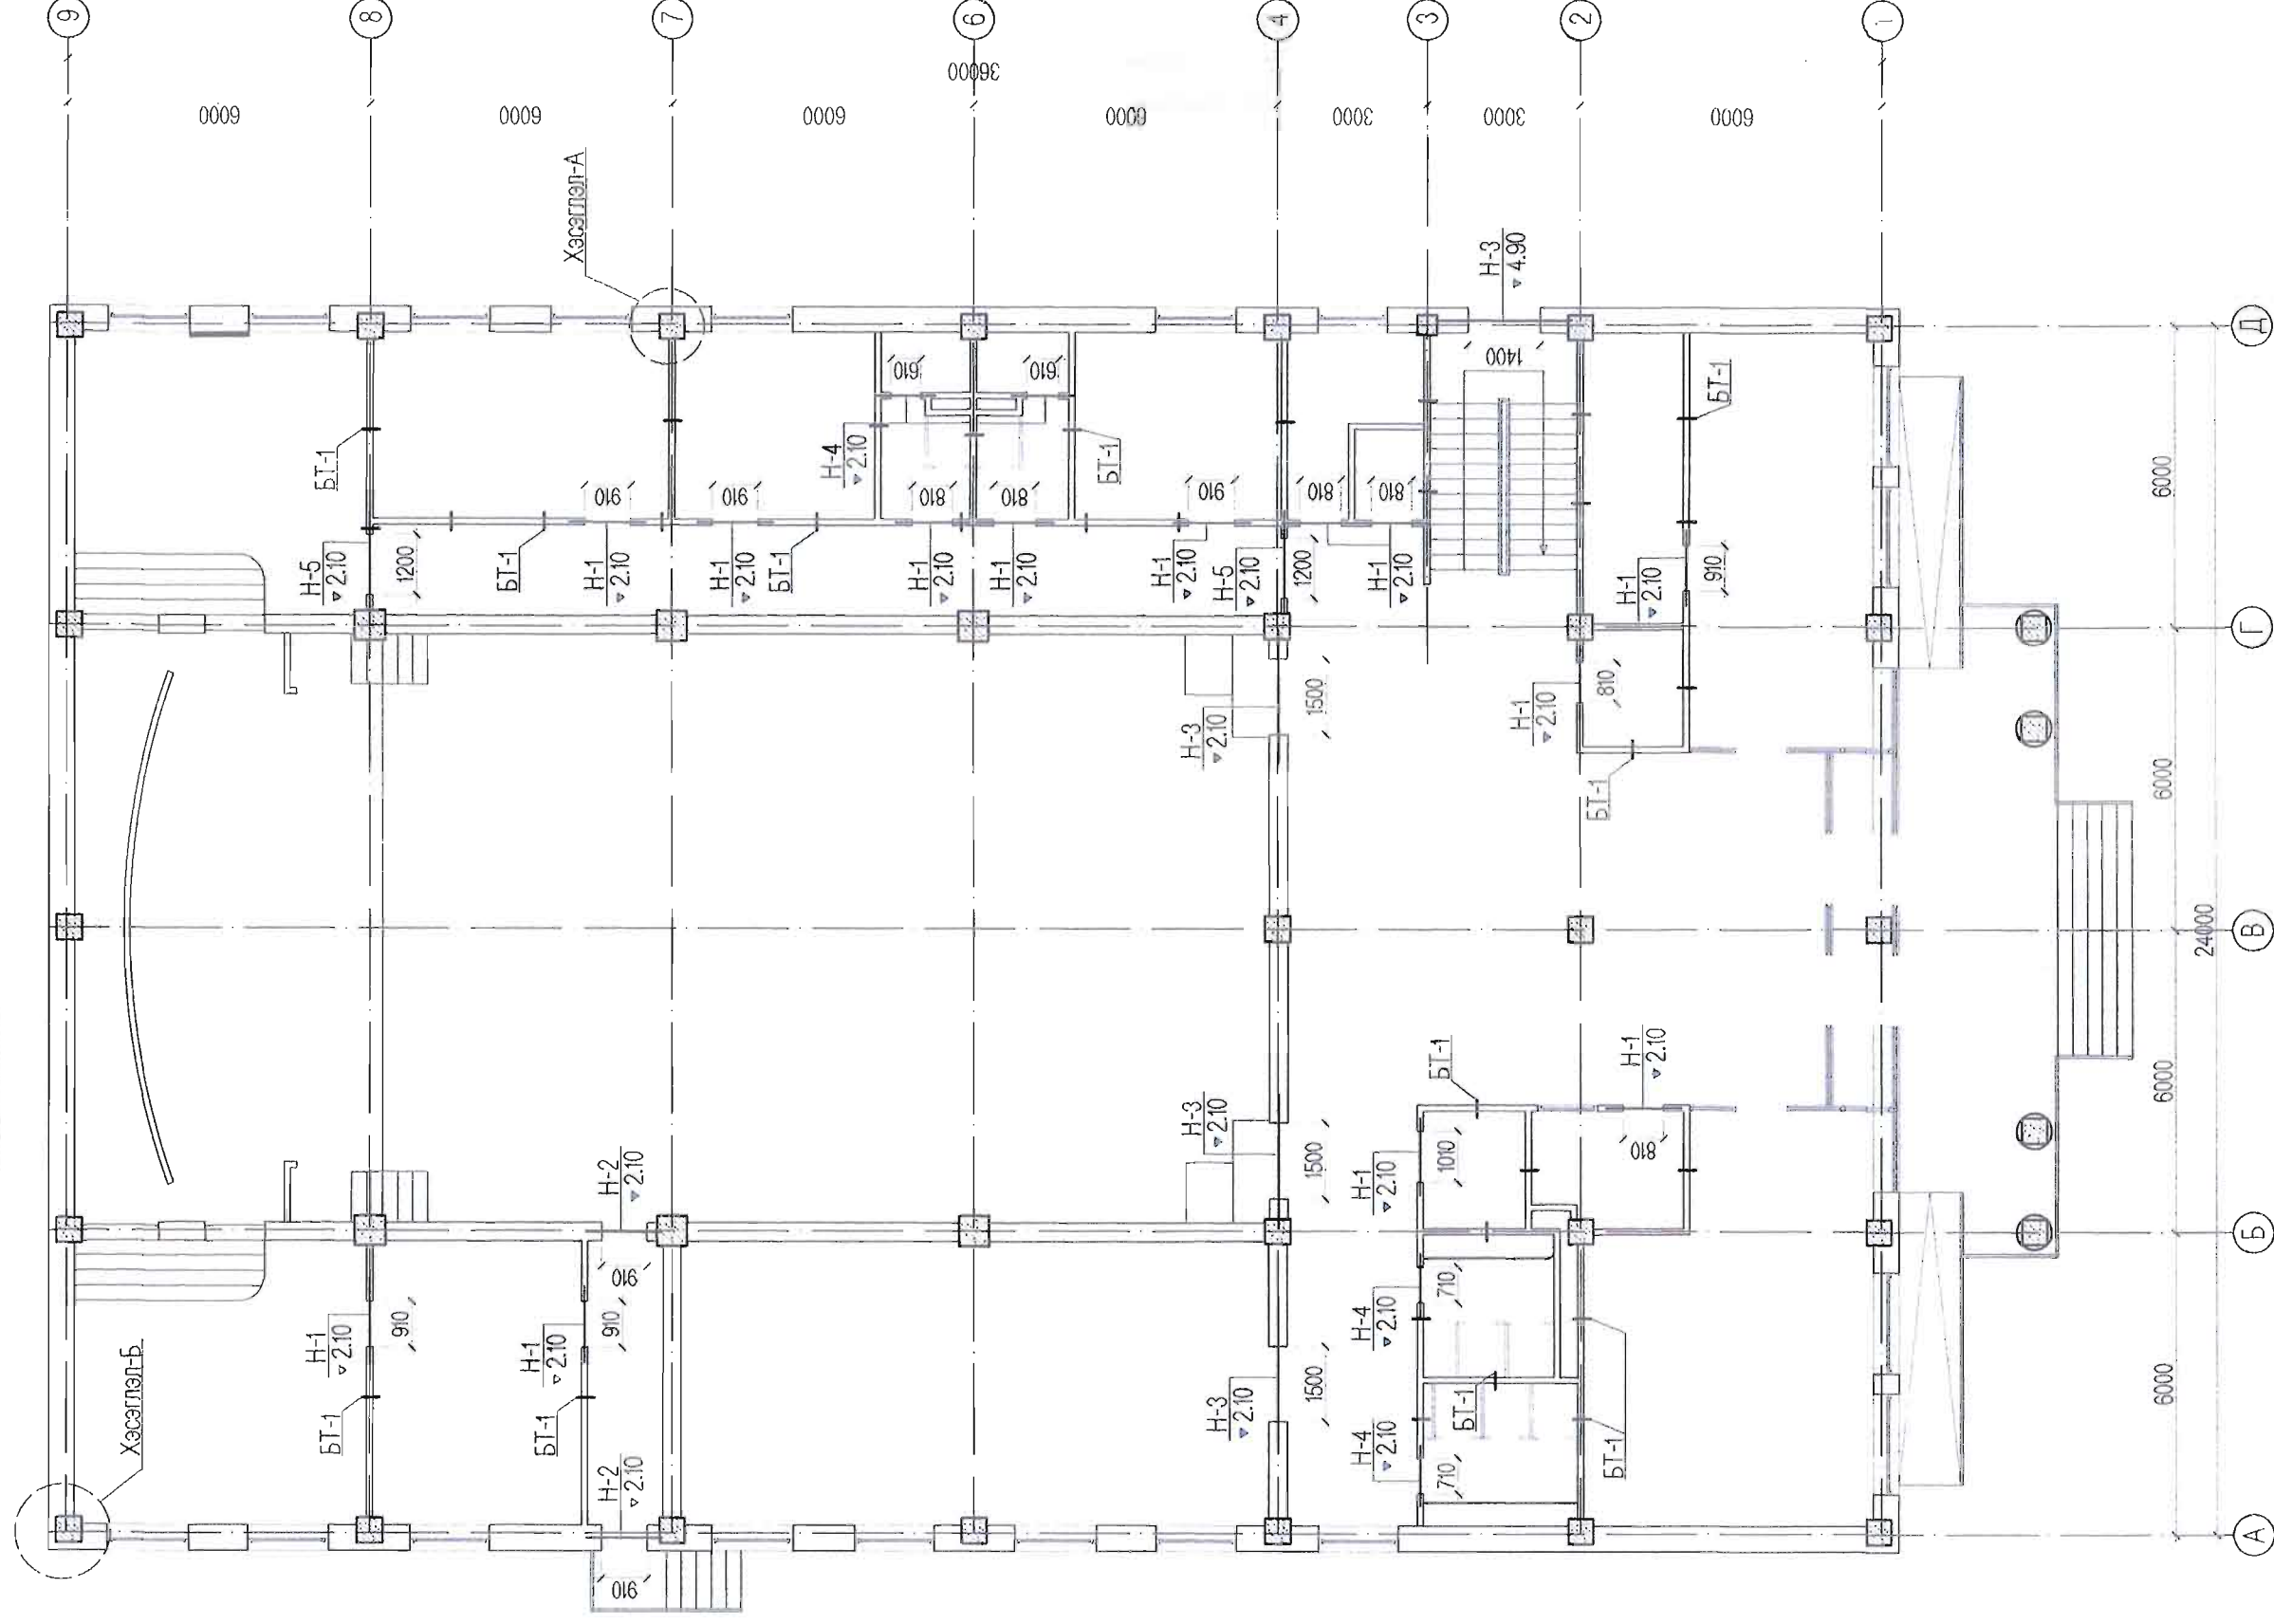 9
8
7
6
4
3
2
1
36000
6000
6000
6000
6000
3000
3000
6000
Хэсэглэл-А
Н-3
4.90
1400
БТ-1
610
610
Н-4
2.10
БТ-1
БТ-1
910
910
810
810
910
810
810
Н-5
2.10
1200
БТ-1
Н-1
2.10
Н-1
2.10
БТ-1
Н-1
2.10
Н-1
2.10
Н-1
2.10
Н-5
2.10
1200
Н-1
2.10
Н-1
2.10
910
Н-3
2.10
1500
Н-1
2.10
810
БТ-1
Н-2
2.10
Н-3
2.10
1500
БТ-1
Н-1
2.10
Н-1
2.10
1010
810
910
Н-1
2.10
910
Н-1
2.10
910
Н-4
2.10
710
Хэсэглэл-Б
БТ-1
БТ-1
Н-3
2.10
1500
БТ-1
БТ-1
Н-2
2.10
Н-4
2.10
710
910
6000
6000
6000
6000
24000
Д
Г
В
Б
А